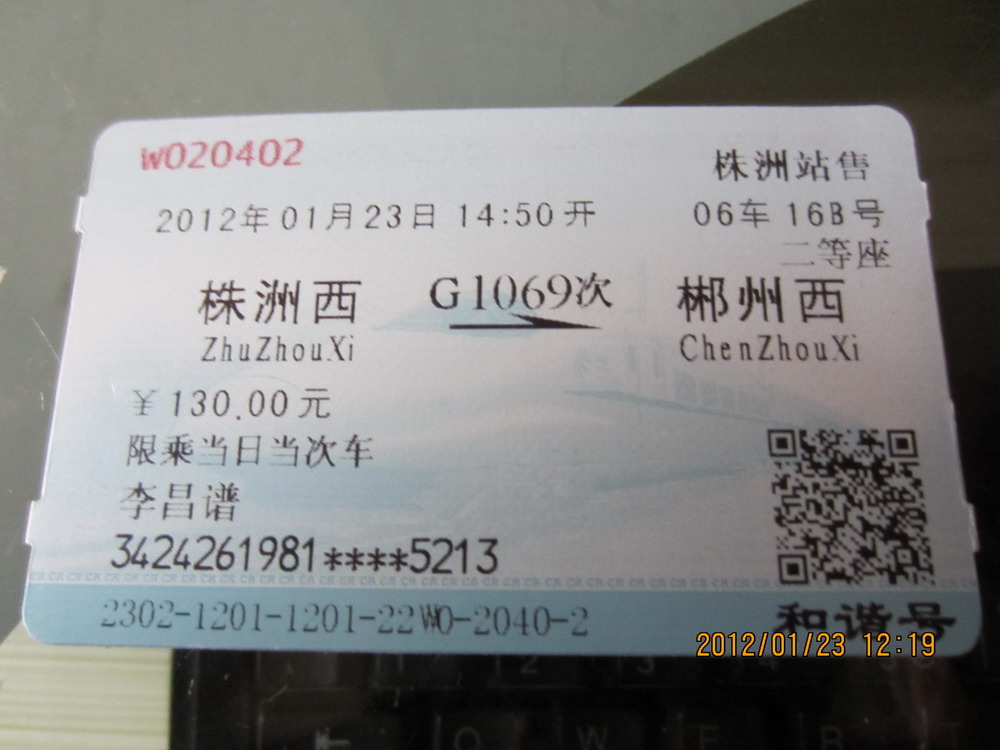 W020402
株洲站售
2012年01月23日 14:50开
06车 16B号
二等座
株洲西
G1069次
郴州西
ZhuZhouXi
ChenZhouXi
¥130.00元
限乘当日当次车
李昌谱
3424261981****5213
2302-1201-1201-22W0-2040-2
和谐号
2012/01/23 12:19